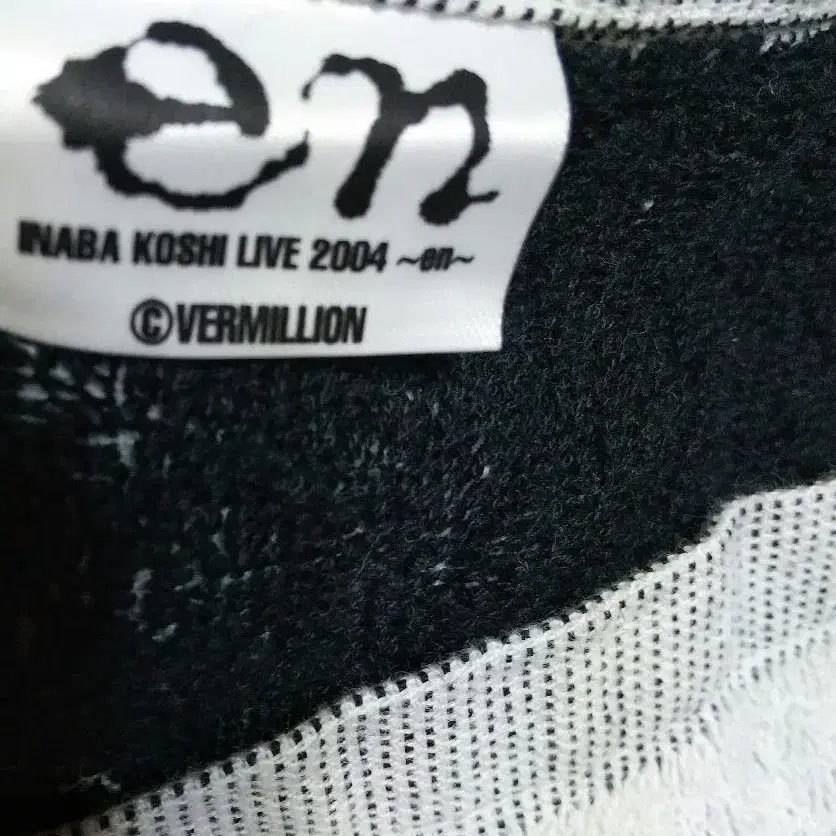 en
INABA KOSHI LIVE 2004 ~en~
©VERMILLION